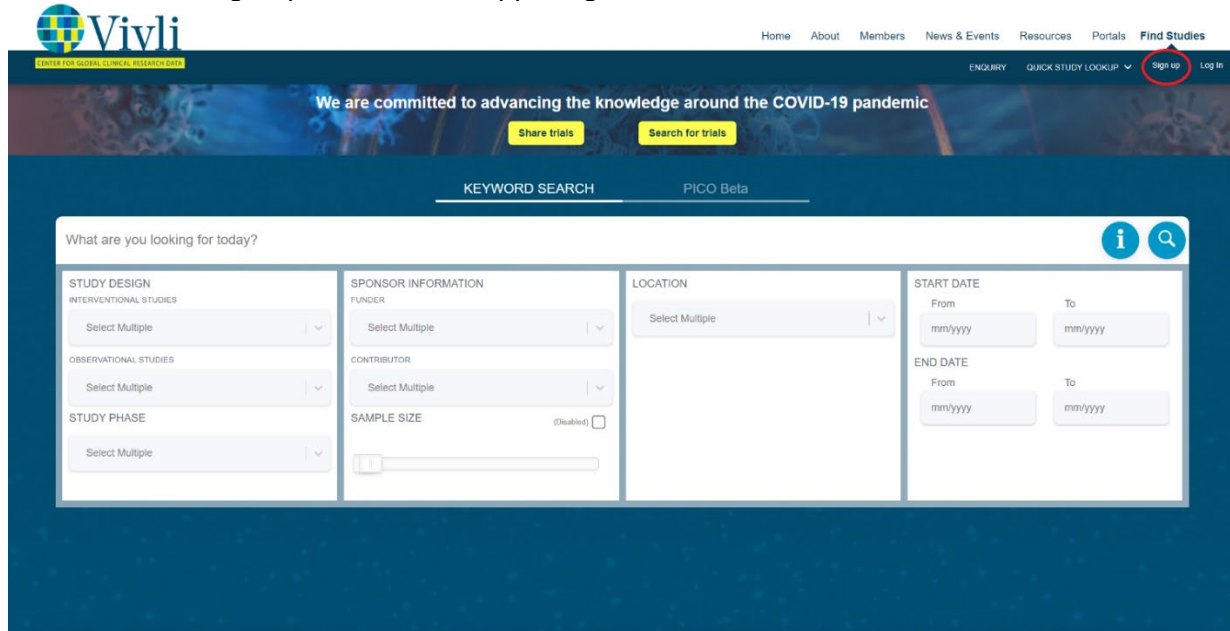 Vivli
CENTER FOR GLOBAL CLINICAL RESEARCH DATA
Home About Members News & Events Resources Portals Find Studies
ENQUIRY QUICK STUDY LOOKUP Sign up Log In
We are committed to advancing the knowledge around the COVID-19 pandemic
Share trials Search for trials
KEYWORD SEARCH PICO Beta
What are you looking for today?
STUDY DESIGN
INTERVENTIONAL STUDIES
Select Multiple
OBSERVATIONAL STUDIES
Select Multiple
STUDY PHASE
Select Multiple
SPONSOR INFORMATION
FUNDER
Select Multiple
CONTRIBUTOR
Select Multiple
SAMPLE SIZE (Disabled)
LOCATION
Select Multiple
START DATE
From To
mm/yyyy mm/yyyy
END DATE
From To
mm/yyyy mm/yyyy